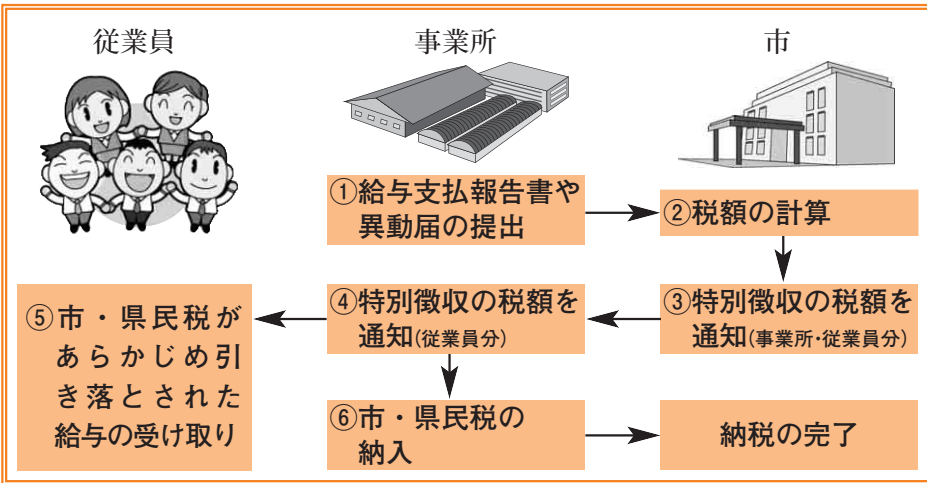 従業員
事業所
市
①給与支払報告書や
異動届の提出
②税額の計算
③特別徴収の税額を
通知(事業所・従業員分)
④特別徴収の税額を
通知(従業員分)
⑤市・県民税が
あらかじめ引
き落とされた
給与の受け取り
⑥市・県民税の
納入
納税の完了